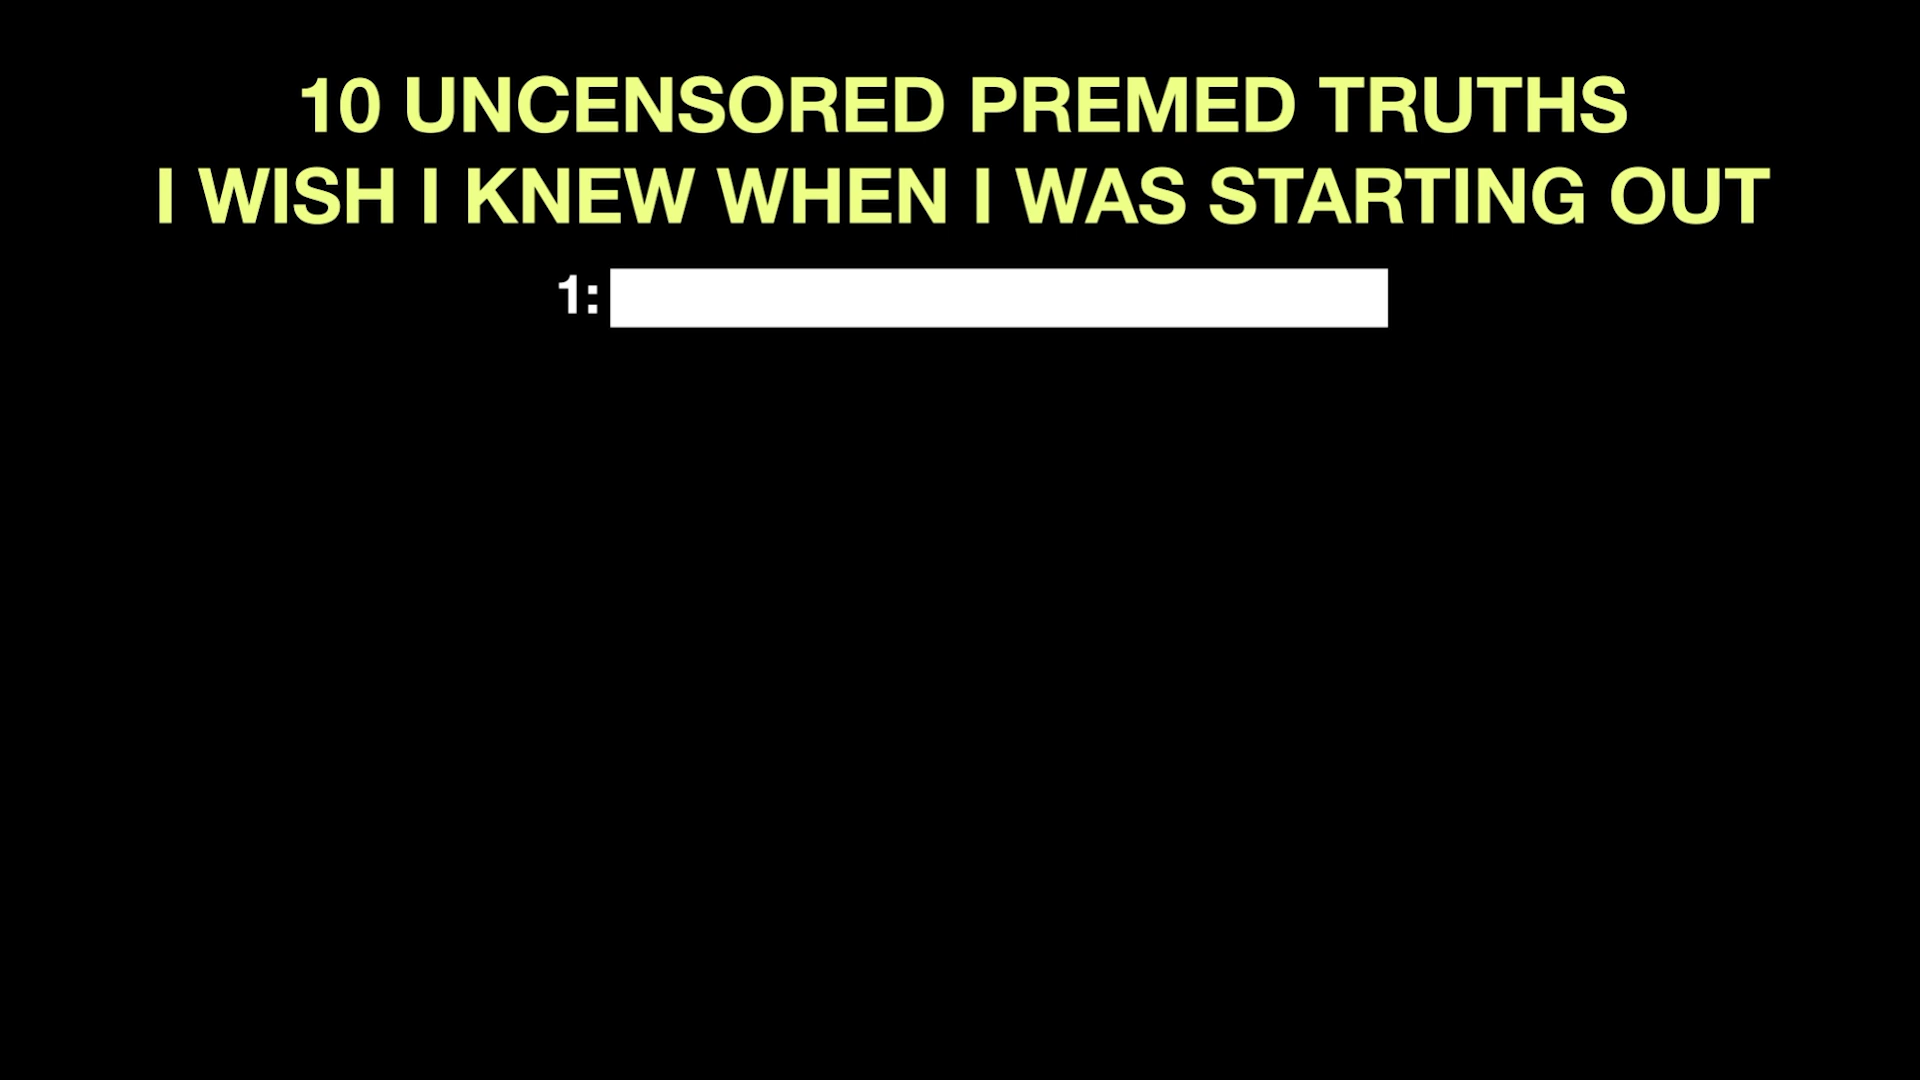 10 UNCENSORED PREMED TRUTHS
I WISH I KNEW WHEN I WAS STARTING OUT
1: